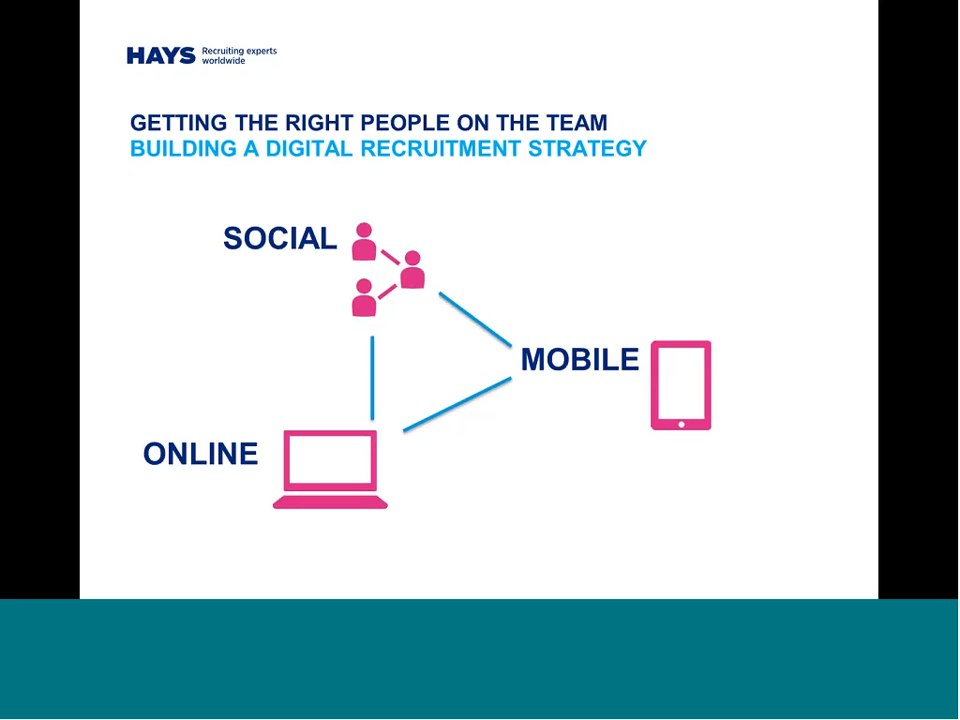 HAYS Recruiting experts
worldwide
GETTING THE RIGHT PEOPLE ON THE TEAM
BUILDING A DIGITAL RECRUITMENT STRATEGY
SOCIAL
MOBILE
ONLINE